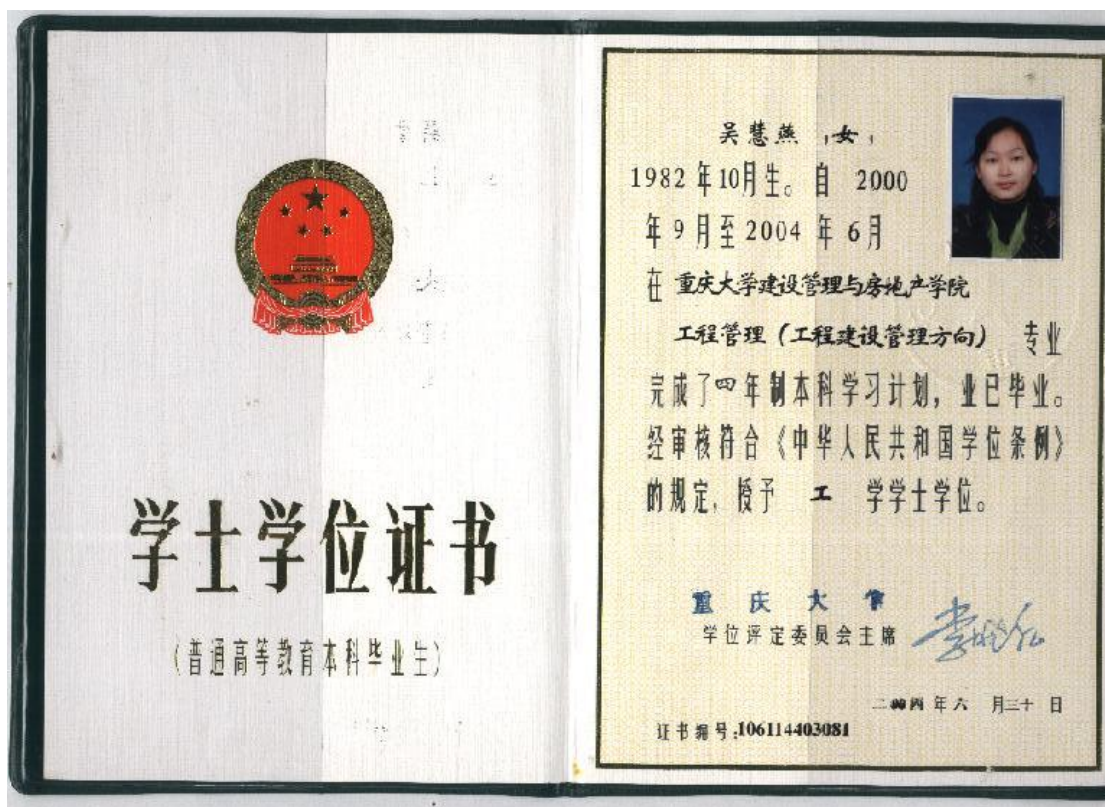 学士学位证书
(普通高等教育本科毕业生)
吴慧燕,女,
1982年10月生。自 2000
年9月至2004年6月
在 重庆大学建设管理与房地产学院
工程管理(工程建设管理方向) 专业
完成了四年制本科学习计划,业已毕业。
经审核符合《中华人民共和国学位条例》
的规定,授予 工 学学士学位。
重庆大学
学位评定委员会主席
二00四年六月三十日
证书编号:106114403081